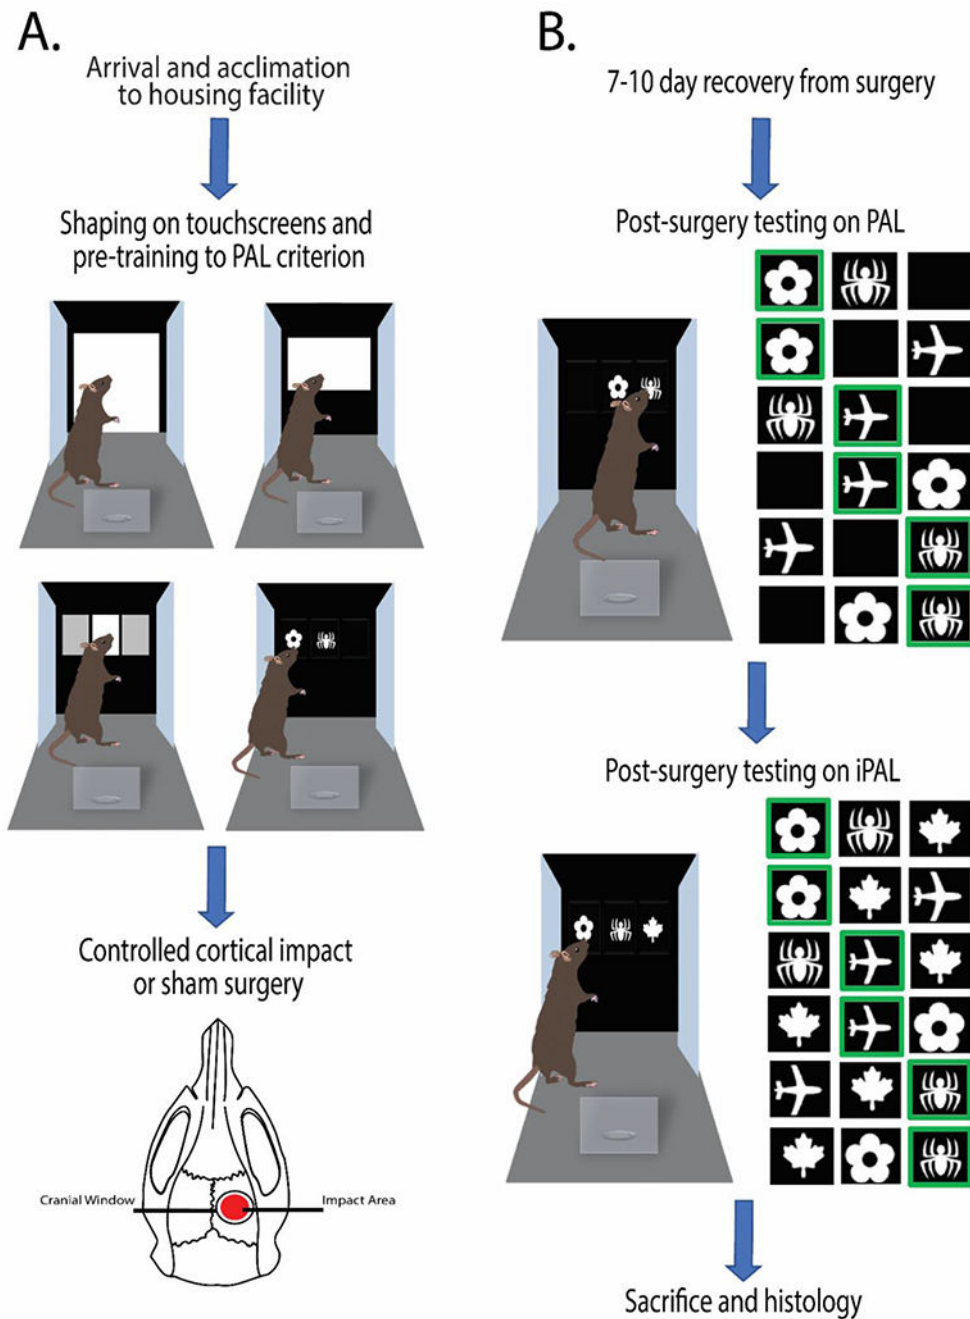 A.
Arrival and acclimation
to housing facility
Shaping on touchscreens and
pre-training to PAL criterion
Controlled cortical impact
or sham surgery
Cranial Window
Impact Area
B.
7-10 day recovery from surgery
Post-surgery testing on PAL
Post-surgery testing on iPAL
Sacrifice and histology